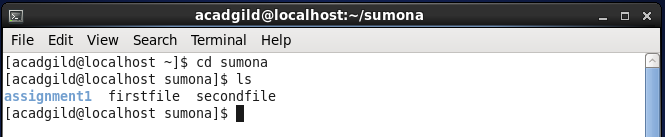 acadgild@localhost:~/sumona
File Edit View Search Terminal Help
[acadgild@localhost ~]$ cd sumona
[acadgild@localhost sumona]$ ls
assignment1  firstfile  secondfile
[acadgild@localhost sumona]$